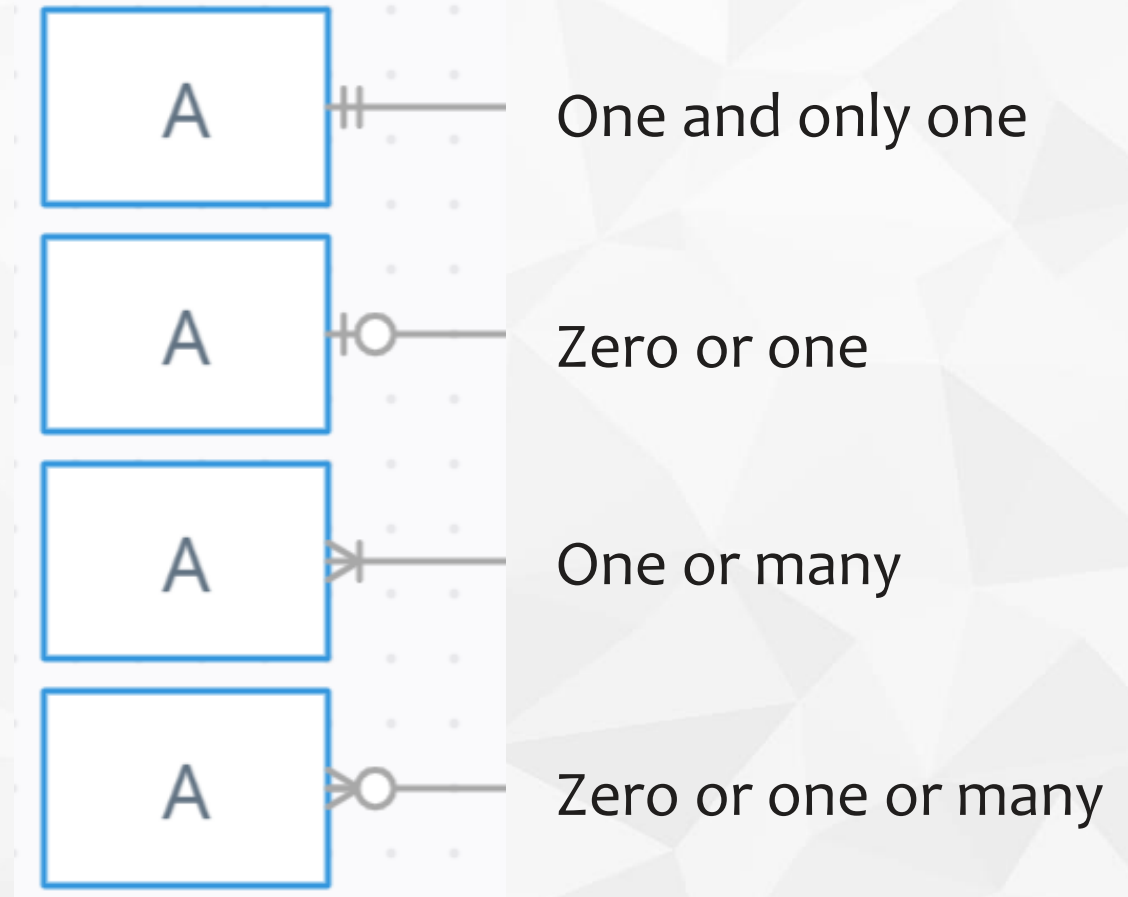 A
One and only one
A
Zero or one
A
One or many
A
Zero or one or many